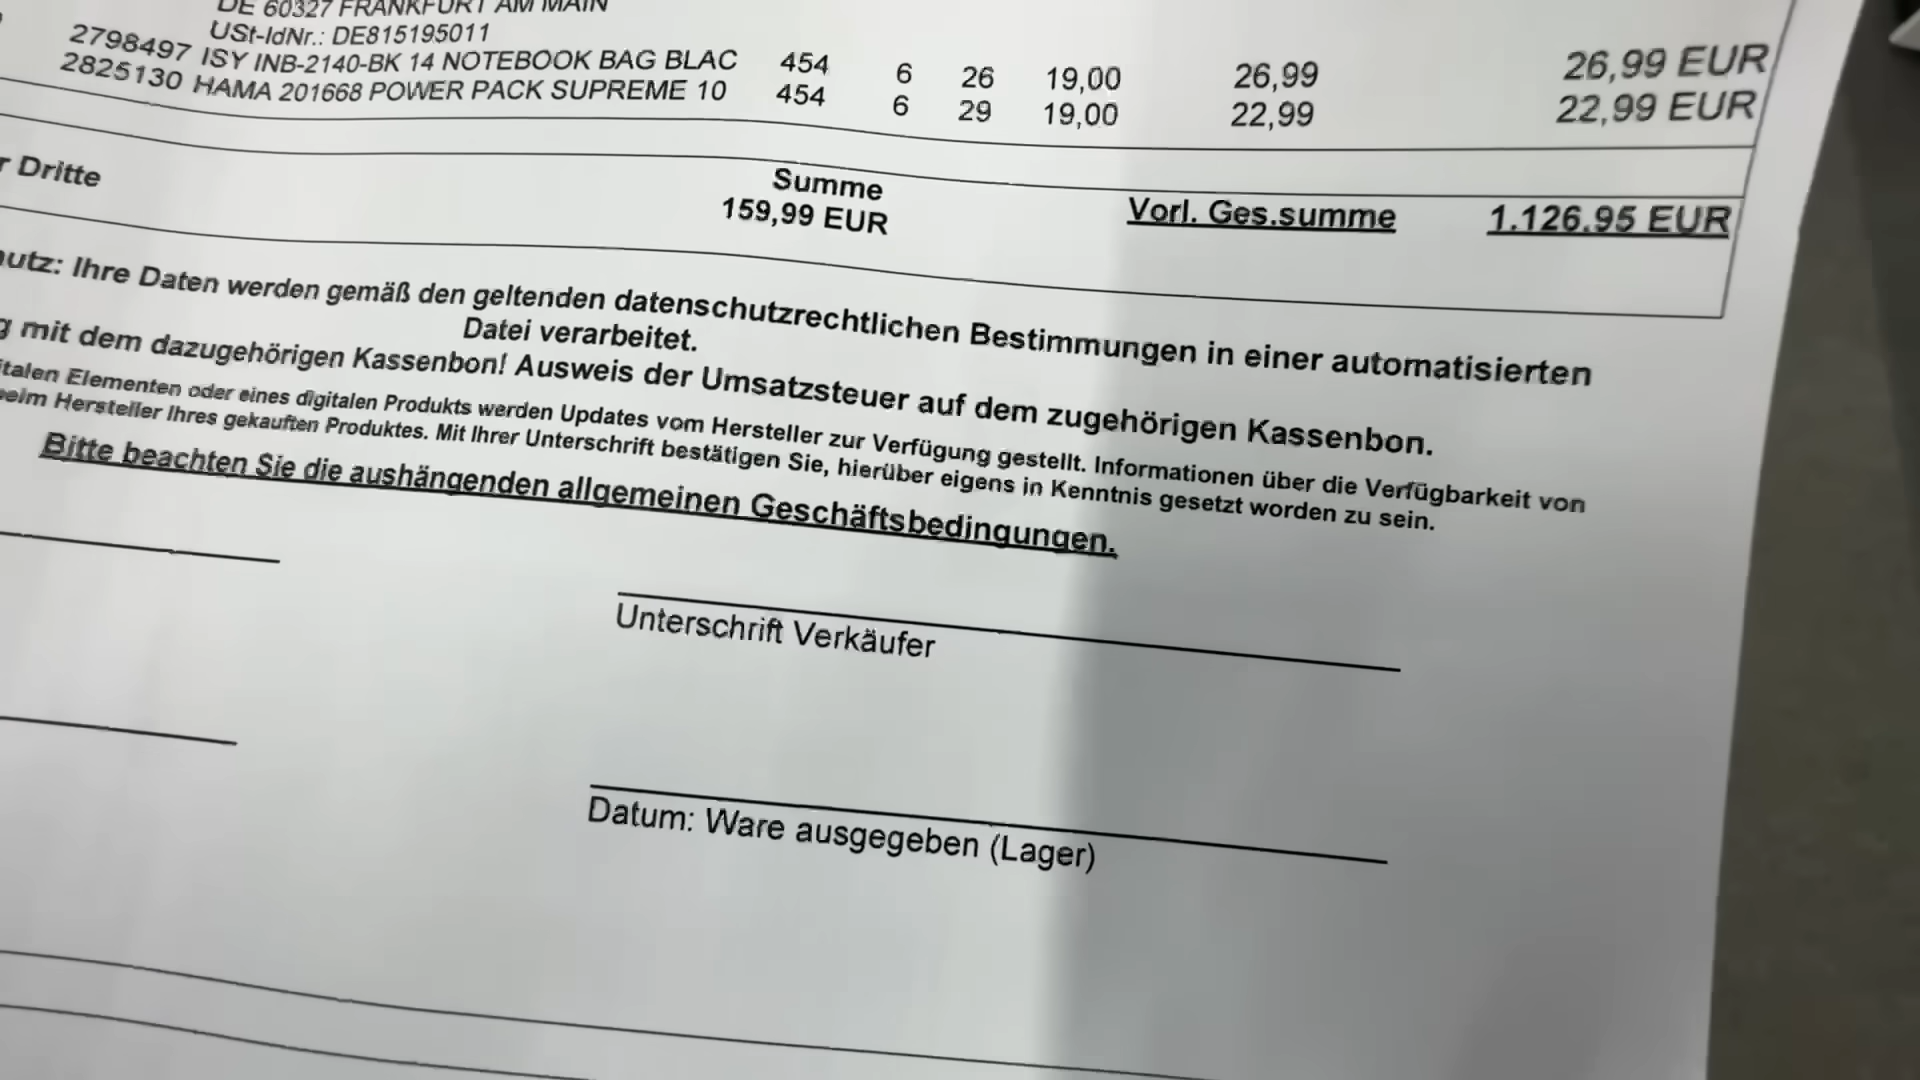 DE 60327 FRANKFURT AM MAIN
USt-IdNr.: DE815195011
2798497 ISY INB-2140-BK 14 NOTEBOOK BAG BLAC 454 6 26 19,00 26,99 26,99 EUR
2825130 HAMA 201668 POWER PACK SUPREME 10 454 6 29 19,00 22,99 22,99 EUR
r Dritte Summe
159,99 EUR Vorl. Ges.summe 1.126,95 EUR
utz: Ihre Daten werden gemäß den geltenden datenschutzrechtlichen Bestimmungen in einer automatisierten
Datei verarbeitet.
g mit dem dazugehörigen Kassenbon! Ausweis der Umsatzsteuer auf dem zugehörigen Kassenbon.
italen Elementen oder eines digitalen Produkts werden Updates vom Hersteller zur Verfügung gestellt. Informationen über die Verfügbarkeit von
beim Hersteller Ihres gekauften Produktes. Mit Ihrer Unterschrift bestätigen Sie, hierüber eigens in Kenntnis gesetzt worden zu sein.
Bitte beachten Sie die aushängenden allgemeinen Geschäftsbedingungen.
Unterschrift Verkäufer
Datum: Ware ausgegeben (Lager)